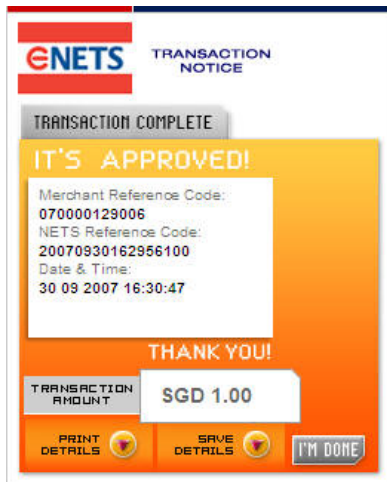 eNETS
TRANSACTION
NOTICE
TRANSACTION COMPLETE
IT'S APPROVED!
Merchant Reference Code:
070000129006
NETS Reference Code:
20070930162956100
Date & Time:
30 09 2007 16:30:47
THANK YOU!
TRANSACTION
AMOUNT
SGD 1.00
PRINT
DETAILS
SAVE
DETAILS
I'M DONE